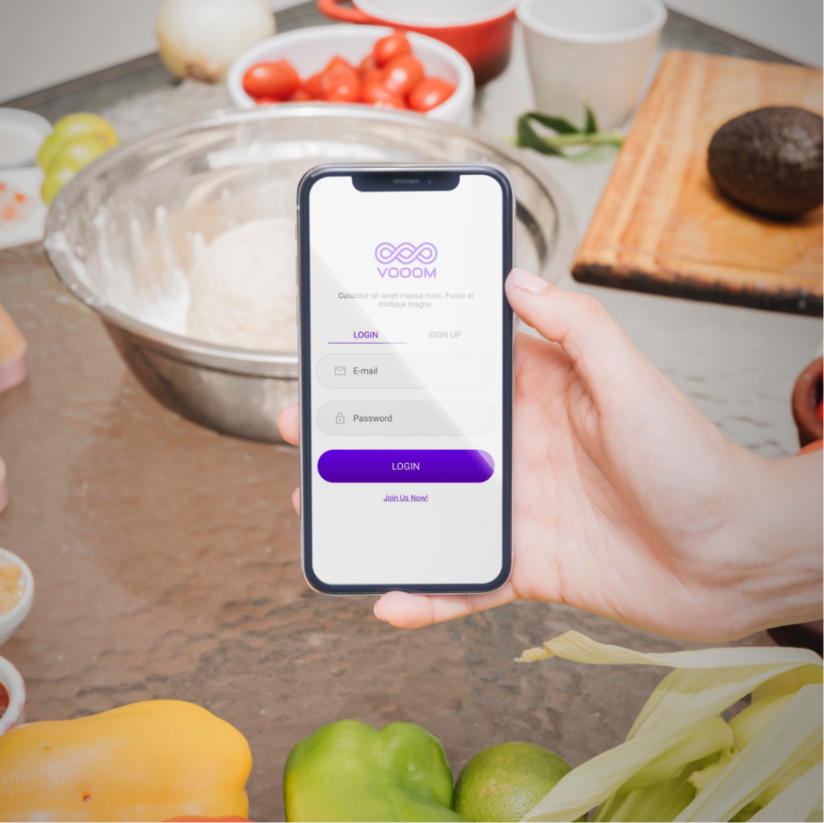 VOOOM
Curabitur sit amet massa nunc. Fusce at
tristique magna.
LOGIN
SIGN UP
E-mail
Password
LOGIN
Join Us Now!